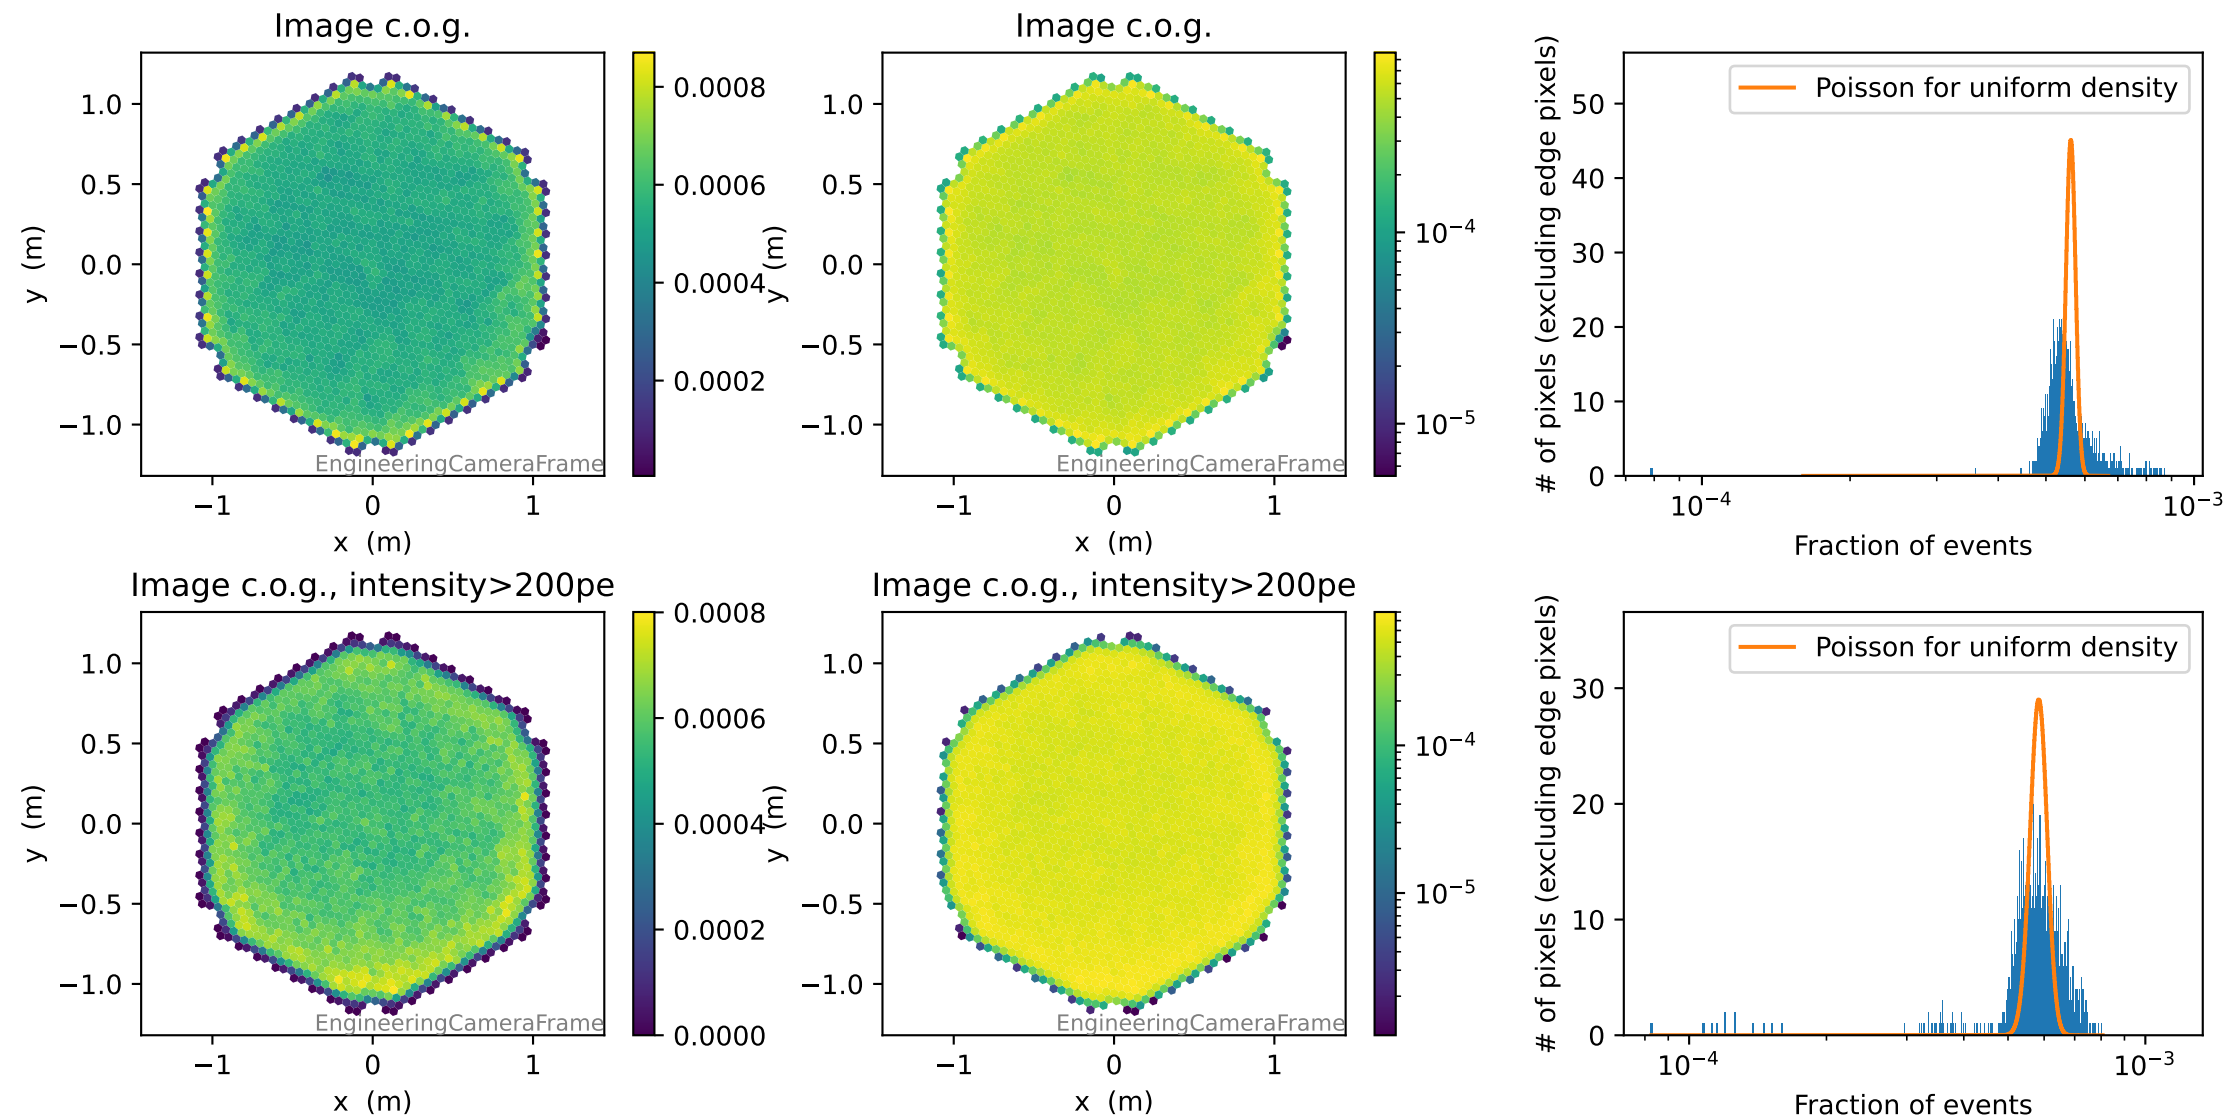 Image c.o.g.
1.0
0.5
0.0
−0.5
−1.0
y (m)
−1 0 1
x (m)
EngineeringCameraFrame
0.0008
0.0006
0.0004
0.0002
Image c.o.g.
1.0
0.5
0.0
−0.5
−1.0
y (m)
−1 0 1
x (m)
EngineeringCameraFrame
10⁻⁴
10⁻⁵
Poisson for uniform density
50
40
30
20
10
0
# of pixels (excluding edge pixels)
10⁻⁴ 10⁻³
Fraction of events
Image c.o.g., intensity>200pe
1.0
0.5
0.0
−0.5
−1.0
y (m)
−1 0 1
x (m)
EngineeringCameraFrame
0.0008
0.0006
0.0004
0.0002
0.0000
Image c.o.g., intensity>200pe
1.0
0.5
0.0
−0.5
−1.0
y (m)
−1 0 1
x (m)
EngineeringCameraFrame
10⁻⁴
10⁻⁵
Poisson for uniform density
30
20
10
0
# of pixels (excluding edge pixels)
10⁻⁴ 10⁻³
Fraction of events